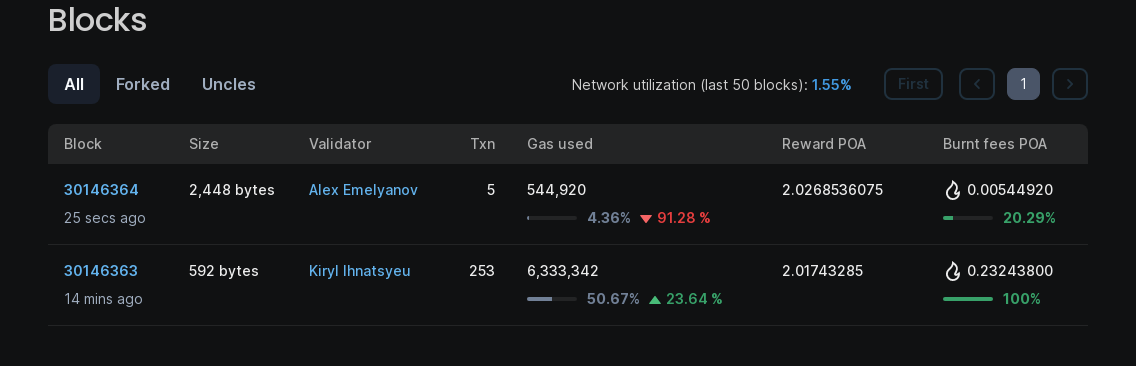 Blocks
All Forked Uncles Network utilization (last 50 blocks): 1.55% First 1
Block Size Validator Txn Gas used Reward POA Burnt fees POA
30146364 2,448 bytes Alex Emelyanov 5 544,920 2.0268536075 0.00544920
25 secs ago 4.36% 91.28 % 20.29%
30146363 592 bytes Kiryl Ihnatsyeu 253 6,333,342 2.01743285 0.23243800
14 mins ago 50.67% 23.64 % 100%